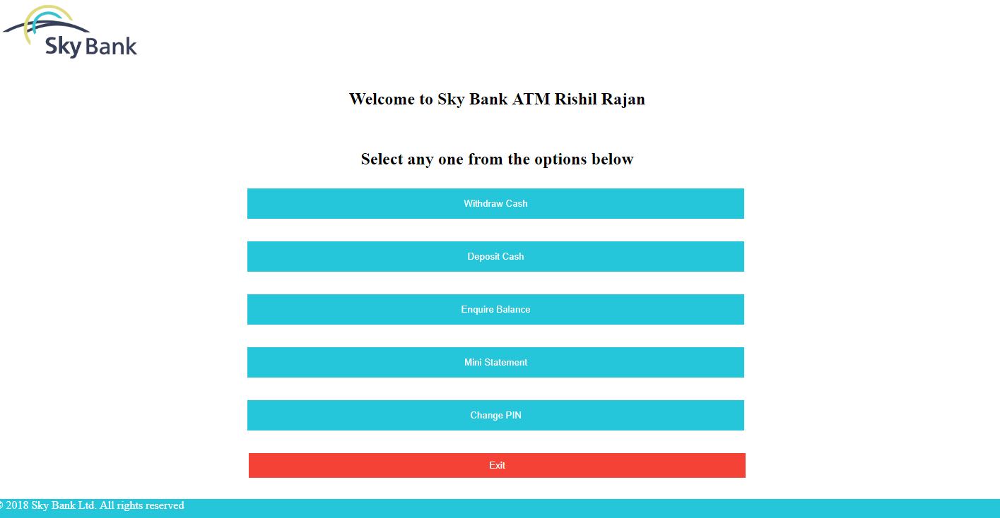 Sky Bank
Welcome to Sky Bank ATM Rishil Rajan
Select any one from the options below
Withdraw Cash
Deposit Cash
Enquire Balance
Mini Statement
Change PIN
Exit
© 2018 Sky Bank Ltd. All rights reserved